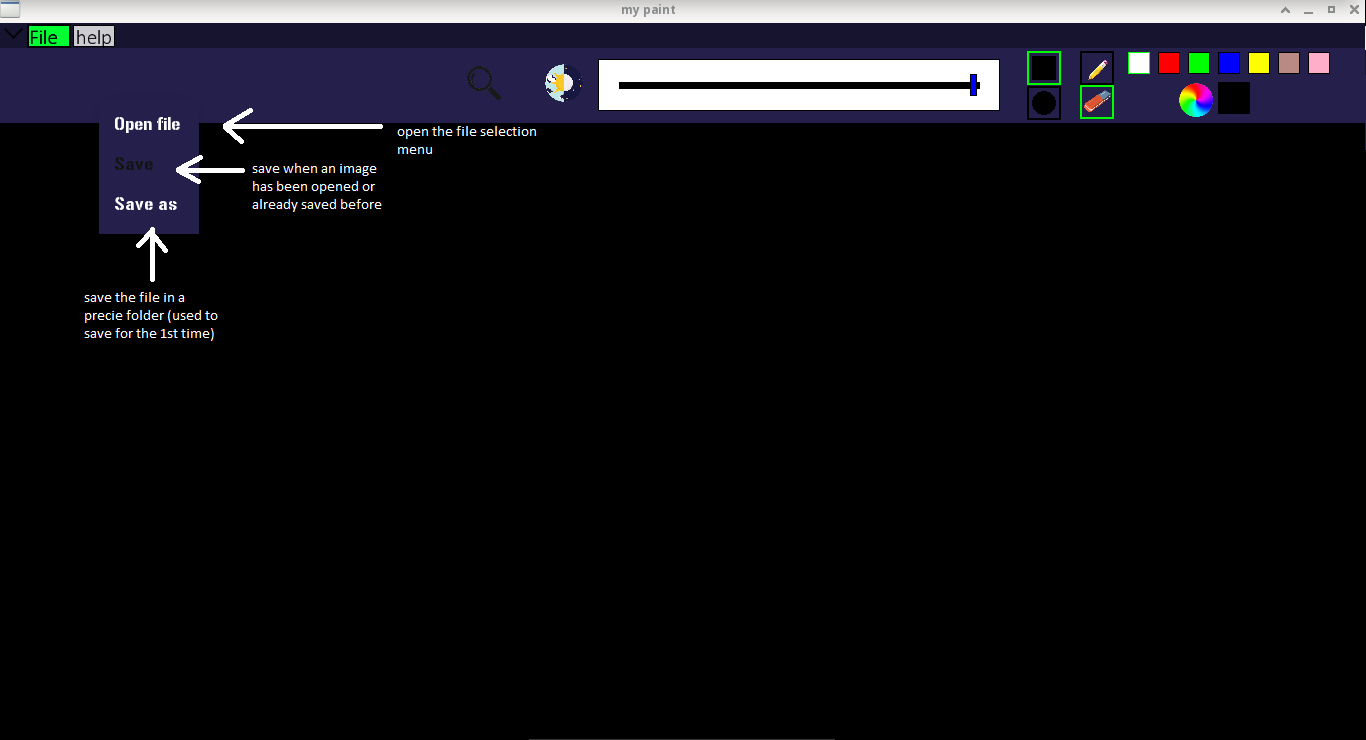 my paint
File help
Open file
open the file selection
menu
Save
save when an image
has been opened or
already saved before
Save as
save the file in a
precie folder (used to
save for the 1st time)